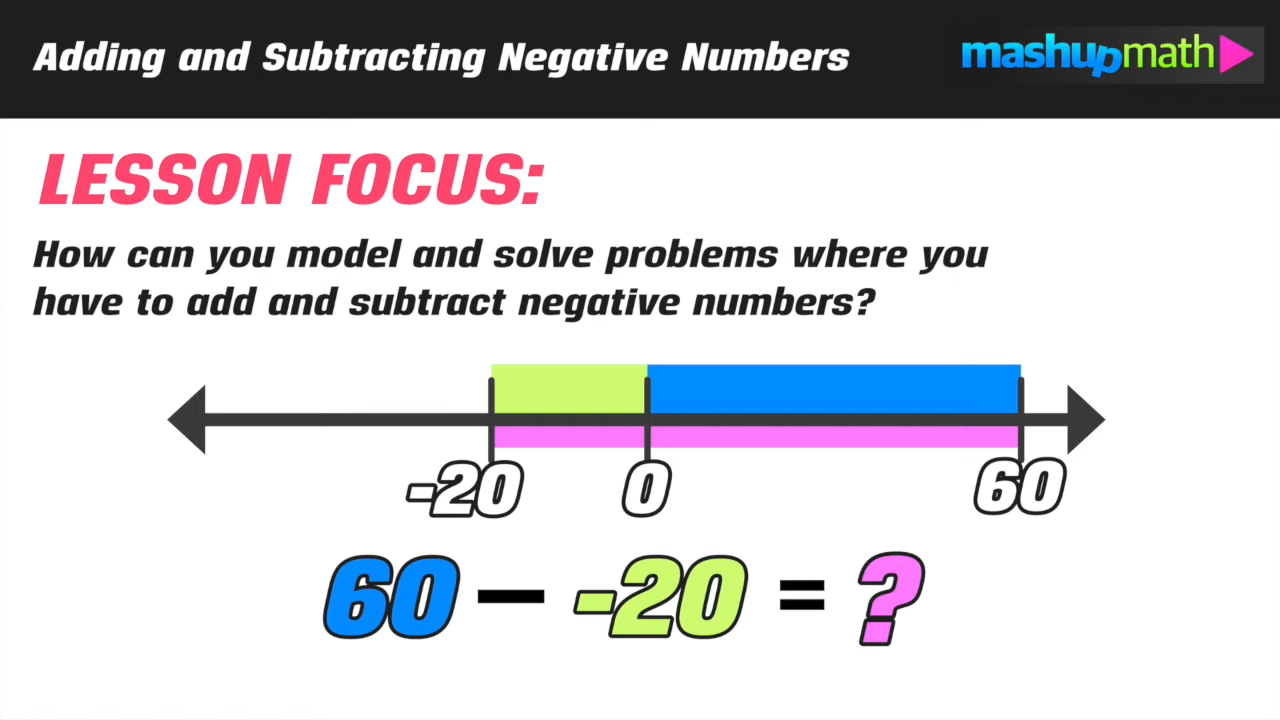 Adding and Subtracting Negative Numbers
mashupmath
LESSON FOCUS:
How can you model and solve problems where you
have to add and subtract negative numbers?
-20 0 60
60 – -20 = ?